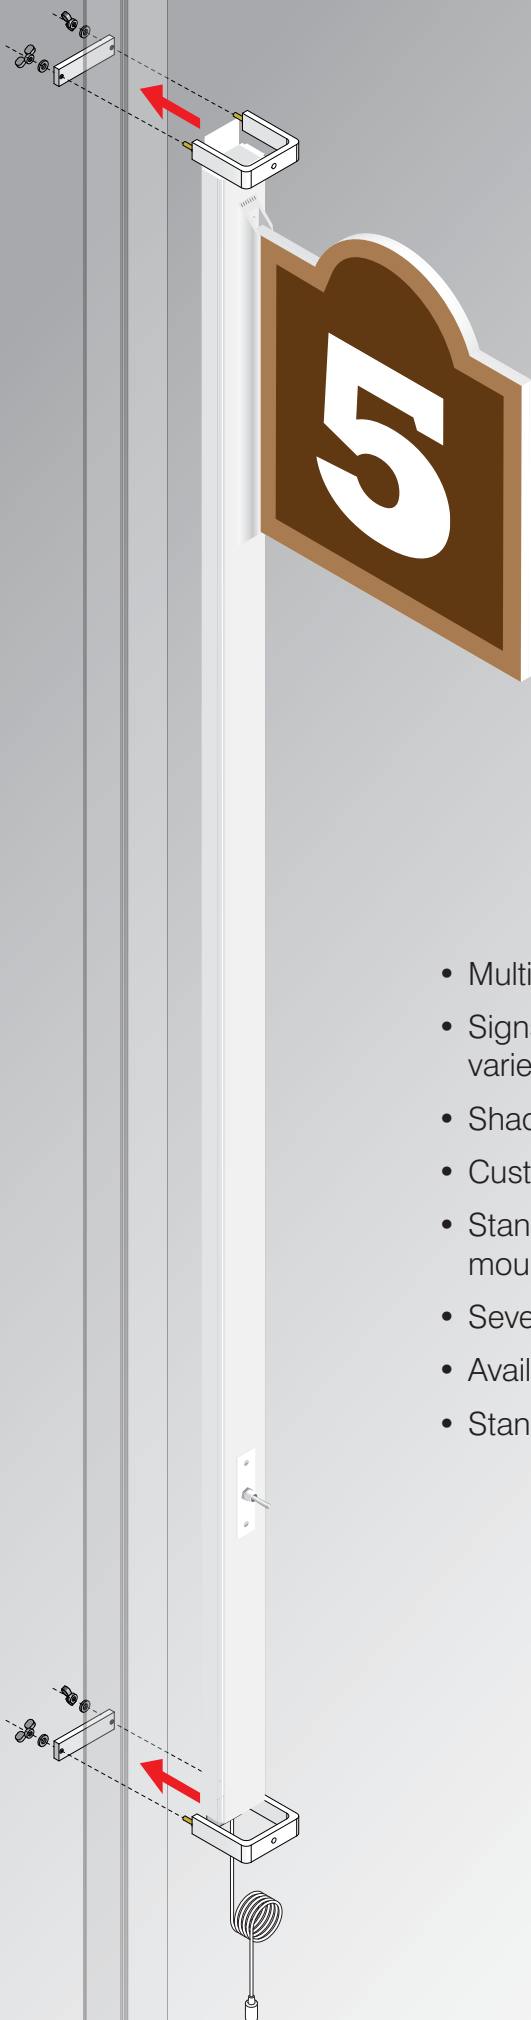 5
• Multi
• Sign
varie
• Shad
• Cust
• Stan
mou
• Seve
• Avail
• Stan